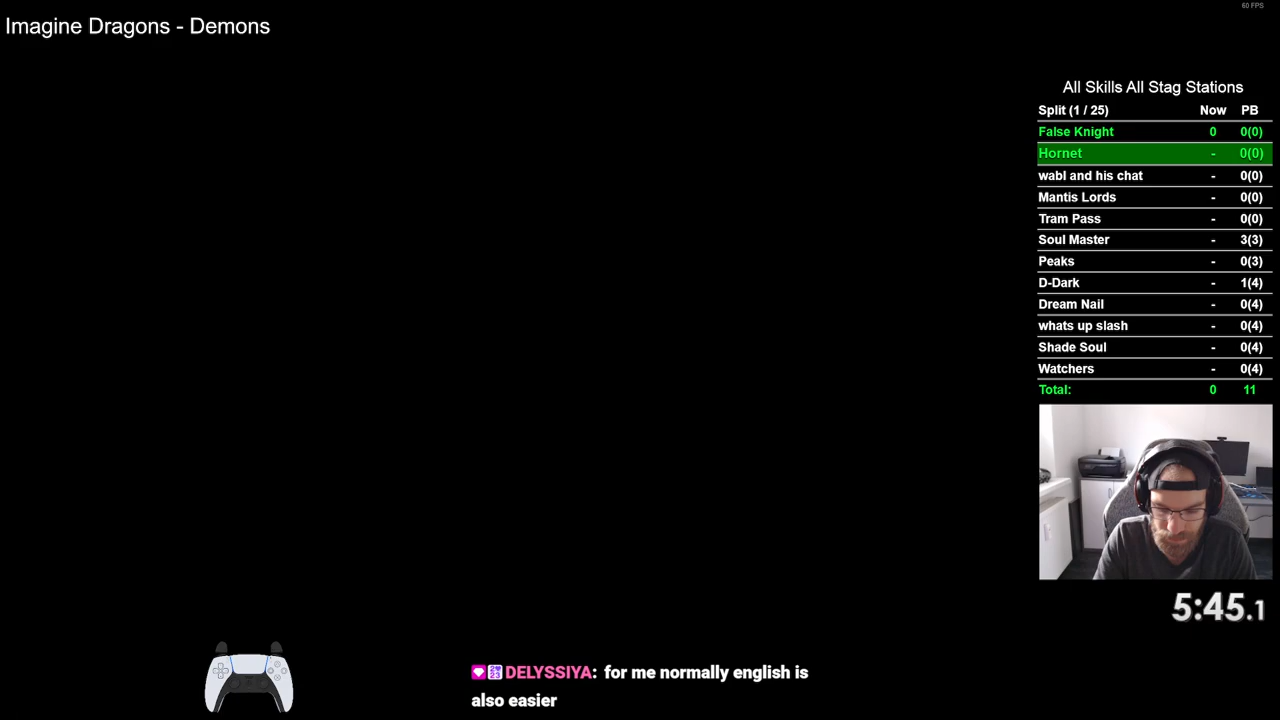 60 FPS
Imagine Dragons - Demons
All Skills All Stag Stations
Split (1 / 25) Now PB
False Knight 0 0(0)
Hornet - 0(0)
wabl and his chat - 0(0)
Mantis Lords - 0(0)
Tram Pass - 0(0)
Soul Master - 3(3)
Peaks - 0(3)
D-Dark - 1(4)
Dream Nail - 0(4)
whats up slash - 0(4)
Shade Soul - 0(4)
Watchers - 0(4)
Total: 0 11
5:45.1
DELYSSIYA: for me normally english is
also easier